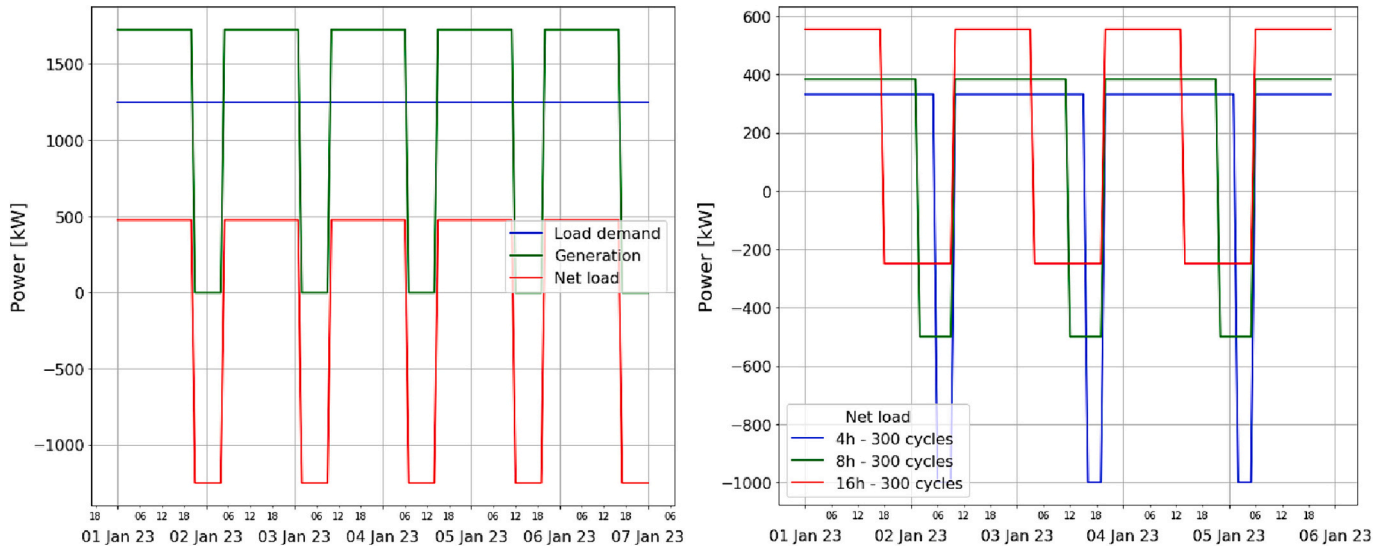 Power [kW]
1500
1000
500
0
−500
−1000
Load demand
Generation
Net load
18 06 12 18 06 12 18 06 12 18 06 12 18 06 12 18 06 12 18 06
01 Jan 23 02 Jan 23 03 Jan 23 04 Jan 23 05 Jan 23 06 Jan 23 07 Jan 23
Power [kW]
600
400
200
0
−200
−400
−600
−800
−1000
Net load
4h - 300 cycles
8h - 300 cycles
16h - 300 cycles
06 12 18 06 12 18 06 12 18 06 12 18 06 12 18
01 Jan 23 02 Jan 23 03 Jan 23 04 Jan 23 05 Jan 23 06 Jan 23